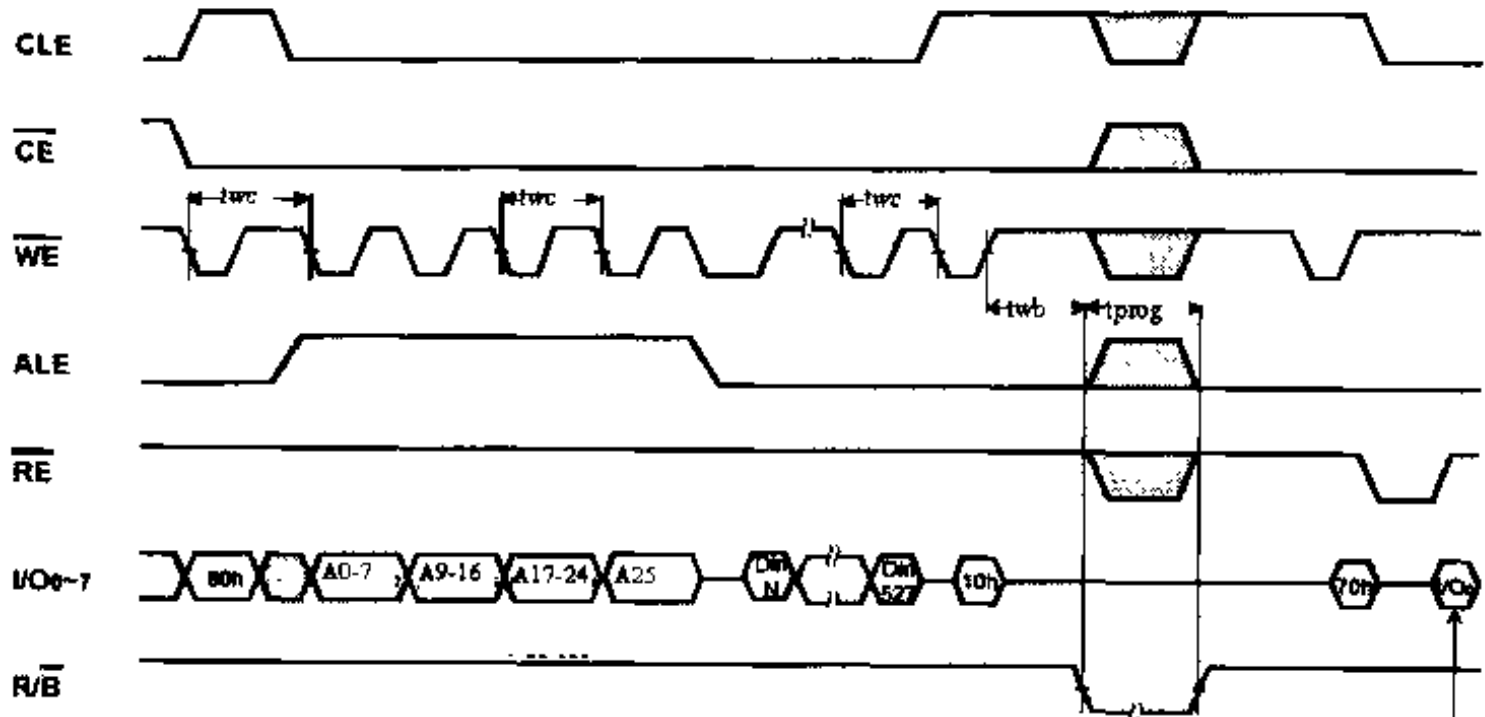 CLE
CE
twc twc twc
WE
twb tprog
ALE
RE
I/O0~7 80h A0-7 A9-16 A17-24 A25 Din N Din 527 10h 70h I/O0
R/B